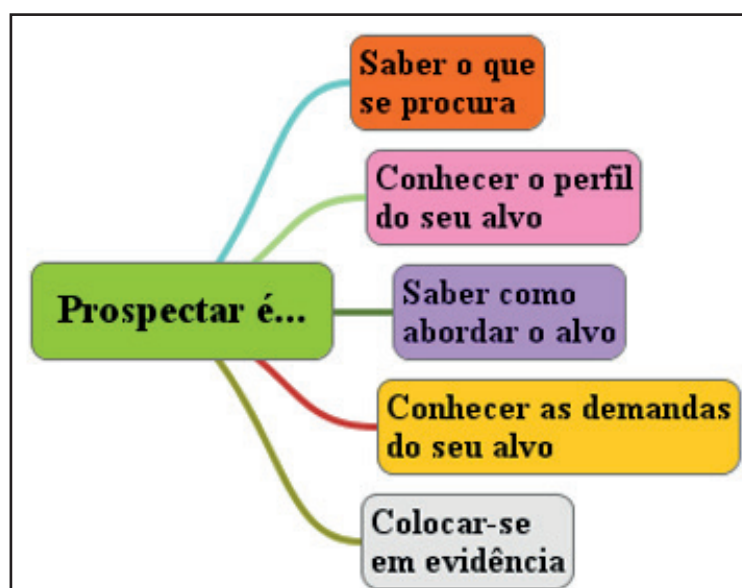 Saber o que
se procura
Conhecer o perfil
do seu alvo
Prospectar é...
Saber como
abordar o alvo
Conhecer as demandas
do seu alvo
Colocar-se
em evidência